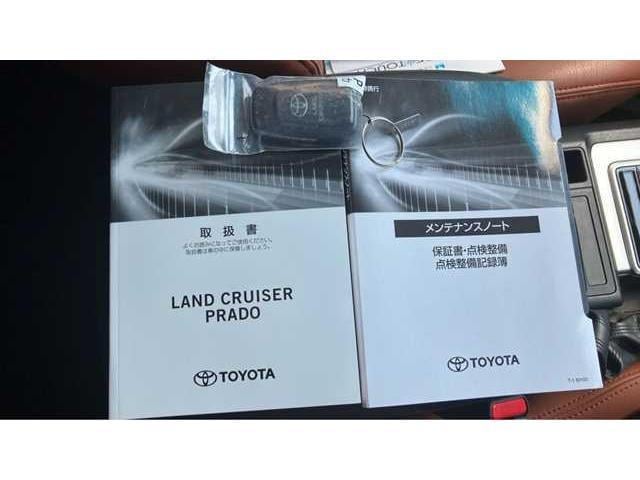 取扱書
よくお読みになってご使用ください。
取扱書は車の中に保管しましょう。
LAND CRUISER
PRADO
TOYOTA
メンテナンスノート
保証書・点検整備
点検整備記録簿
TOYOTA